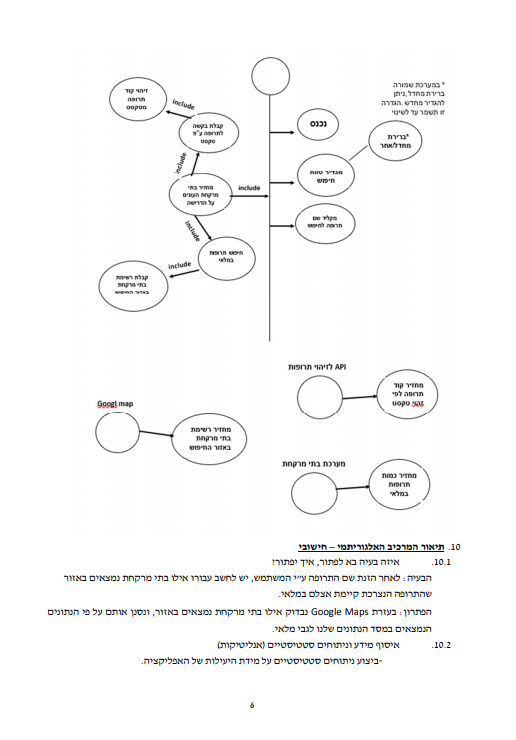 * במערכת שמורה
ברירת מחדל, ניתן
להגדיר מחדש. הגדרה
זו תשמר עד לשינוי
זיהוי קוד
תרופה
מטקסט
include
קבלת בקשה
לתרופה ע"פ
טקסט
נכנס
ברירת*
מחדל/אחר
include
מגדיר טווח
חיפוש
מחזיר בתי
מרקחת העונים
על הדרישה
include
מקליד שם
תרופה לחיפוש
include
חיפוש תרופות
במלאי
include
קבלת רשימת
בתי מרקחת
באזור החיפוש
API לזיהוי תרופות
מחזיר קוד
תרופה לפי
זהוי טקסט
Googl map
מחזיר רשימת
בתי מרקחת
באזור החיפוש
מערכת בתי מרקחת
מחזיר כמות
תרופות
במלאי
10. תיאור המרכיב האלגוריתמי – חישובי
10.1 איזה בעיה בא לפתור, איך יפתור?
הבעיה: לאחר הזנת שם התרופה ע״י המשתמש, יש לחשב עבורו אילו בתי מרקחת נמצאים באזור
שהתרופה הנצרכת קיימת אצלם במלאי.
הפתרון: בעזרת Google Maps נבדוק אילו בתי מרקחת נמצאים באזור, ונסנן אותם על פי הנתונים
הנמצאים במסד הנתונים שלנו לגבי מלאי.
10.2 איסוף מידע וניתוחים סטטיסטיים (אנליטיקות)
-ביצוע ניתוחים סטטיסטיים על מידת היעילות של האפליקציה.
6